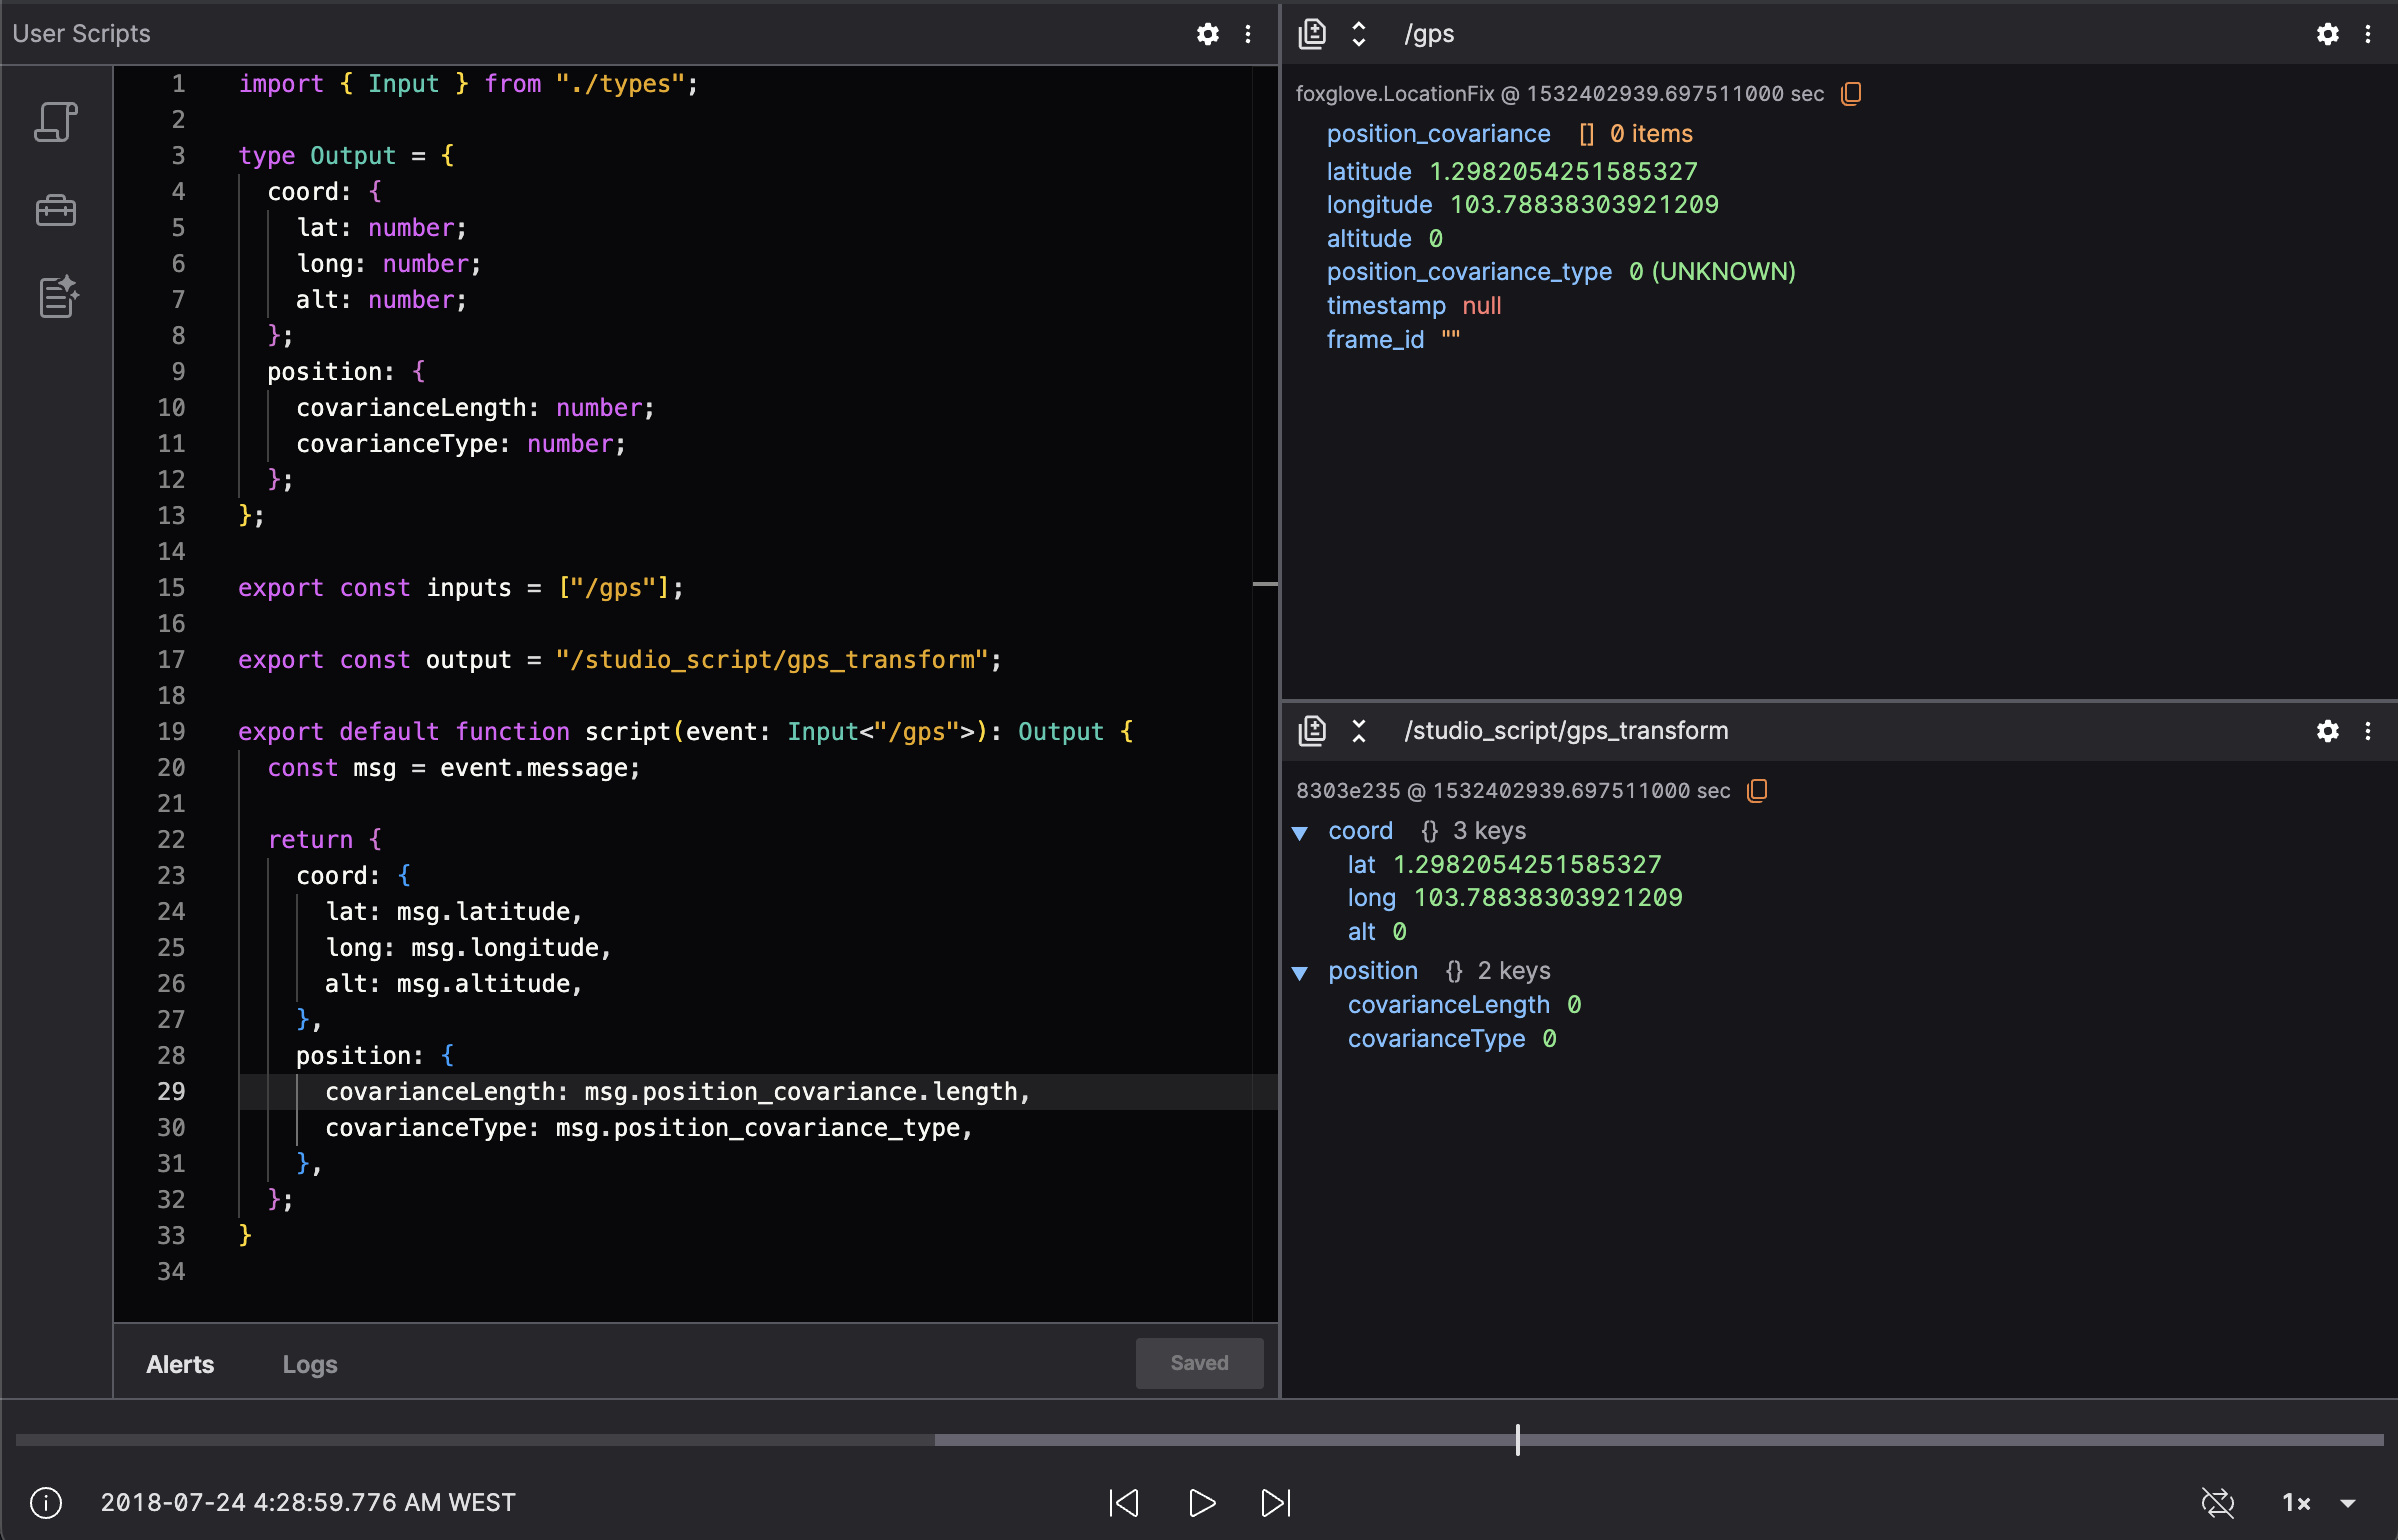 User Scripts
1 import { Input } from "./types";
2
3 type Output = {
4 coord: {
5 lat: number;
6 long: number;
7 alt: number;
8 };
9 position: {
10 covarianceLength: number;
11 covarianceType: number;
12 };
13 };
14
15 export const inputs = ["/gps"];
16
17 export const output = "/studio_script/gps_transform";
18
19 export default function script(event: Input<"/gps">): Output {
20 const msg = event.message;
21
22 return {
23 coord: {
24 lat: msg.latitude,
25 long: msg.longitude,
26 alt: msg.altitude,
27 },
28 position: {
29 covarianceLength: msg.position_covariance.length,
30 covarianceType: msg.position_covariance_type,
31 },
32 };
33 }
34
Alerts Logs Saved
/gps
foxglove.LocationFix @ 1532402939.697511000 sec
position_covariance [] 0 items
latitude 1.2982054251585327
longitude 103.78838303921209
altitude 0
position_covariance_type 0 (UNKNOWN)
timestamp null
frame_id ""
/studio_script/gps_transform
8303e235 @ 1532402939.697511000 sec
coord {} 3 keys
lat 1.2982054251585327
long 103.78838303921209
alt 0
position {} 2 keys
covarianceLength 0
covarianceType 0
2018-07-24 4:28:59.776 AM WEST 1×